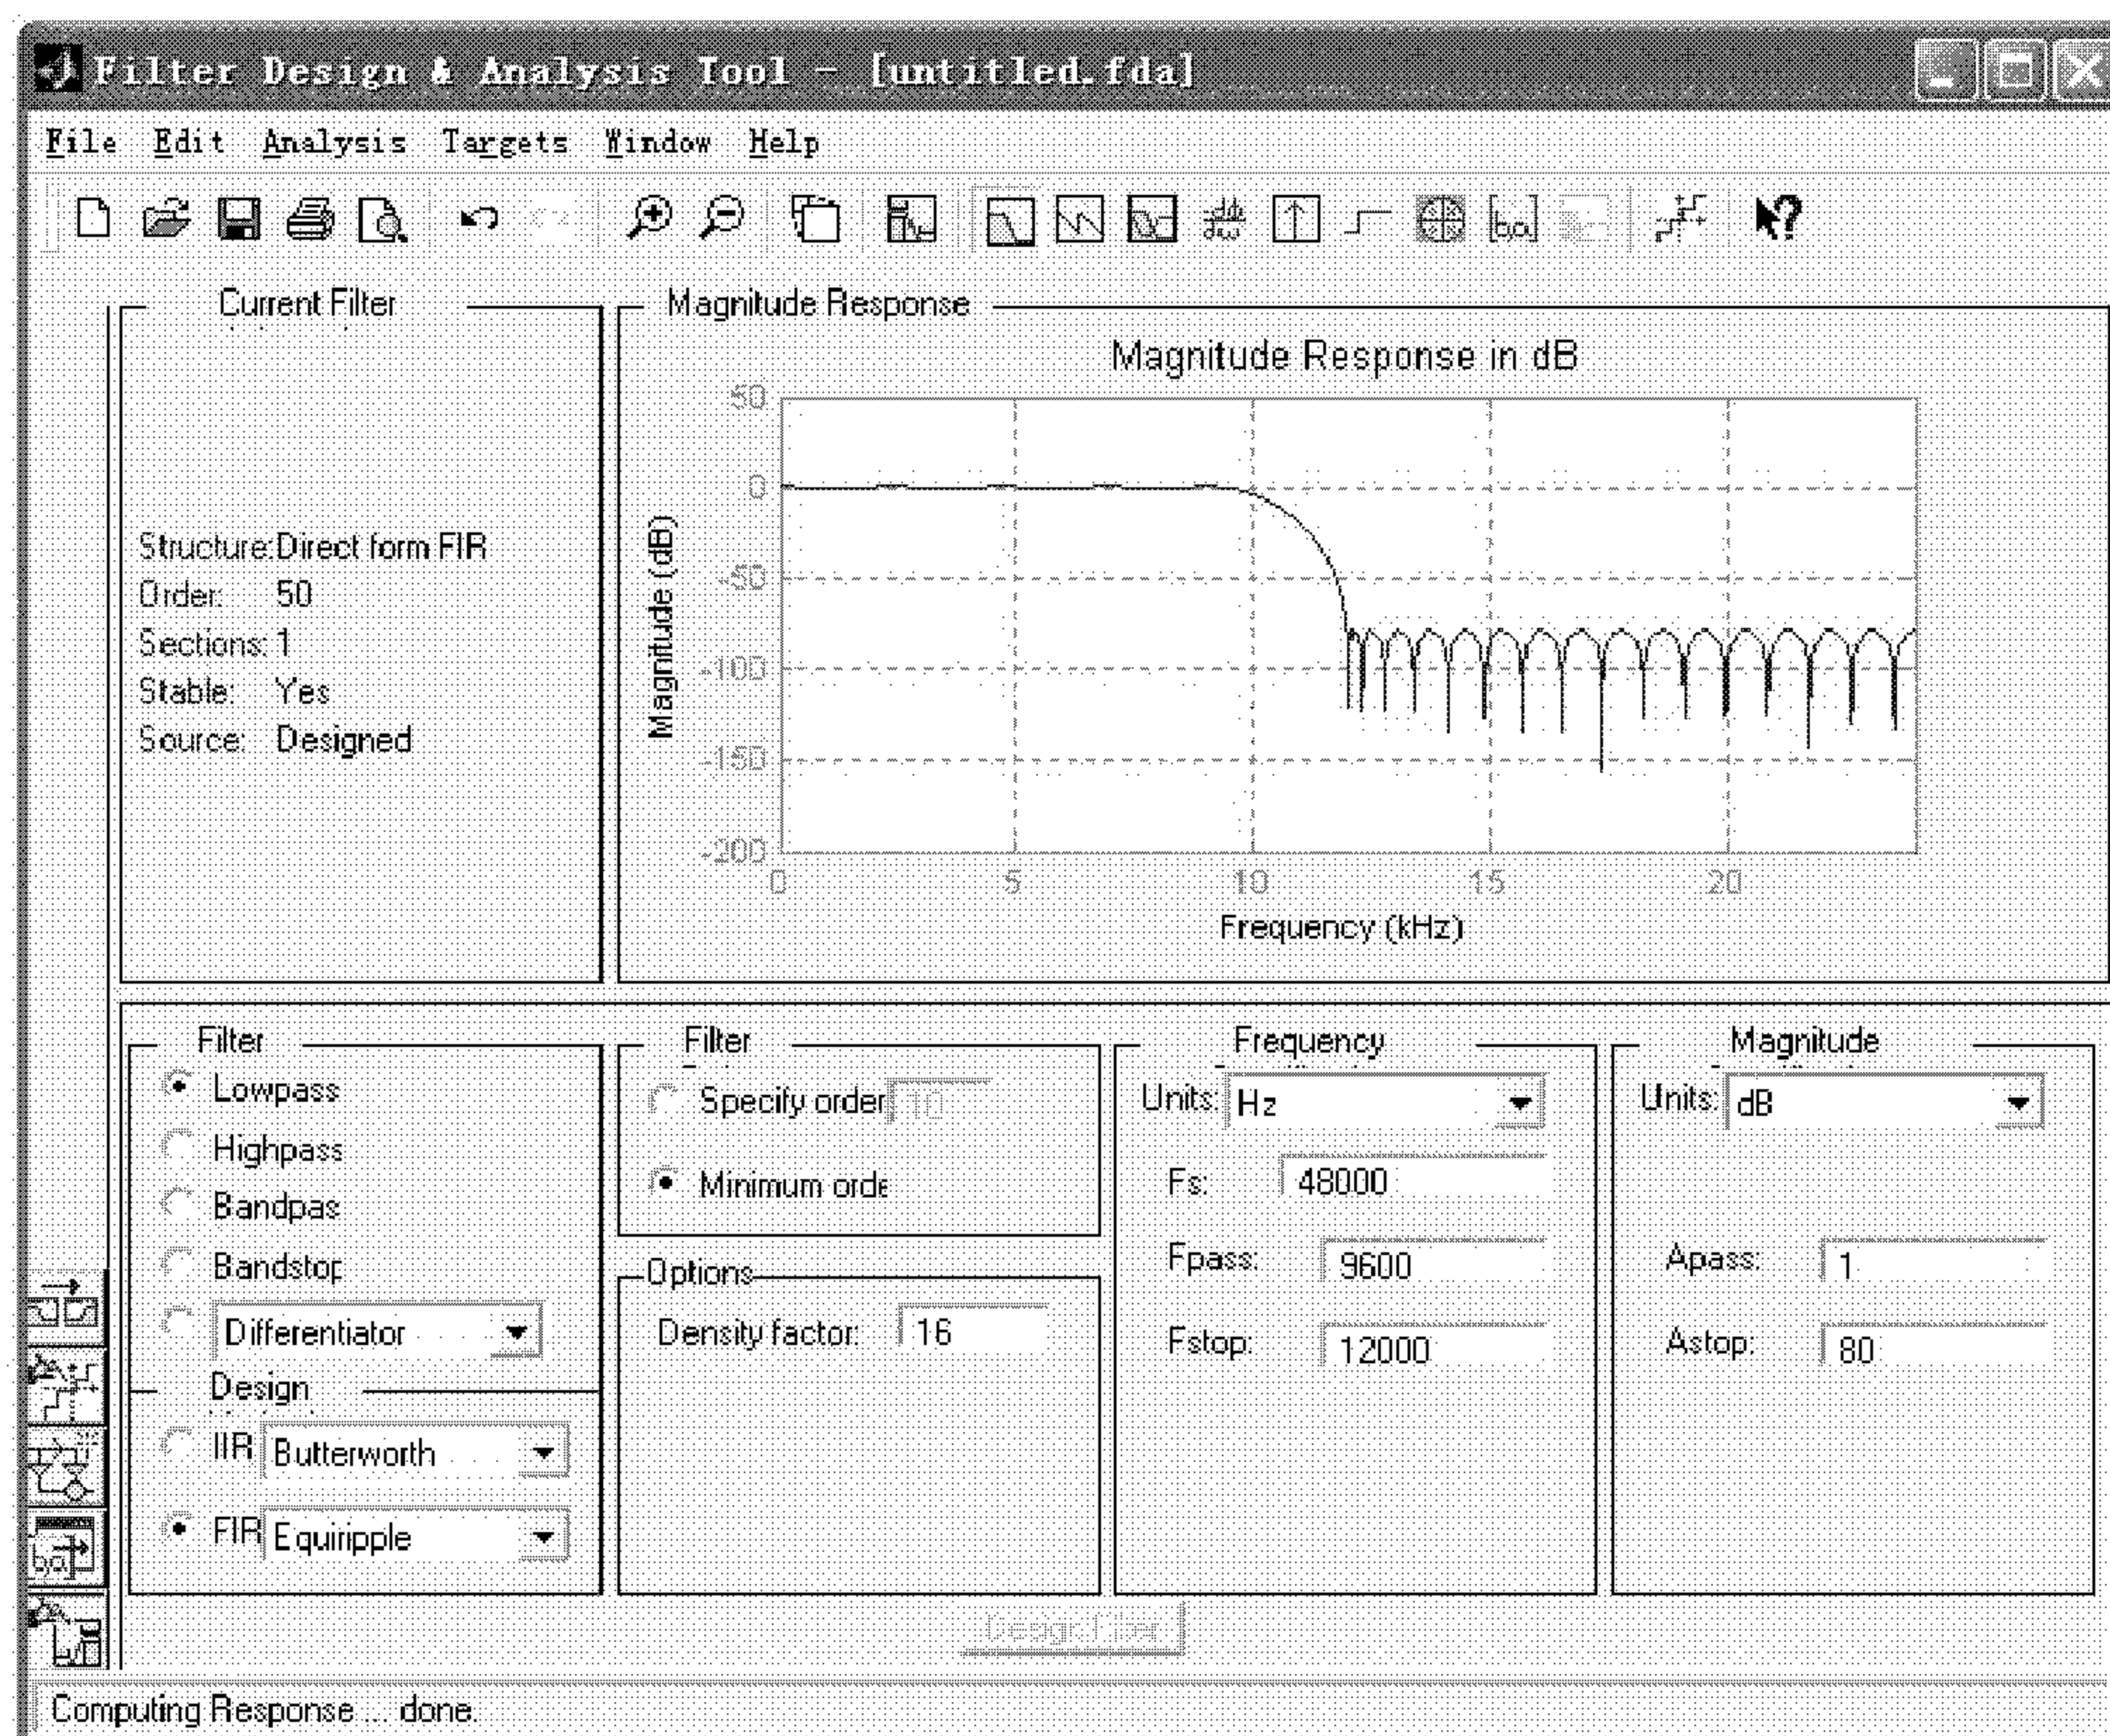 Filter Design & Analysis Tool - [untitled.fda]
File Edit Analysis Targets Window Help
Current Filter
Structure: Direct form FIR
Order: 50
Sections: 1
Stable: Yes
Source: Designed
Magnitude Response
Magnitude Response in dB
Magnitude (dB)
50
0
-50
-100
-150
-200
0 5 10 15 20
Frequency (kHz)
Filter
Lowpass
Highpass
Bandpas
Bandstop
Differentiator
Design
IIR Butterworth
FIR Equiripple
Filter
Specify order 10
Minimum orde
Options
Density factor: 16
Frequency
Units: Hz
Fs: 48000
Fpass: 9600
Fstop: 12000
Magnitude
Units: dB
Apass: 1
Astop: 80
Design Filter
Computing Response ... done.